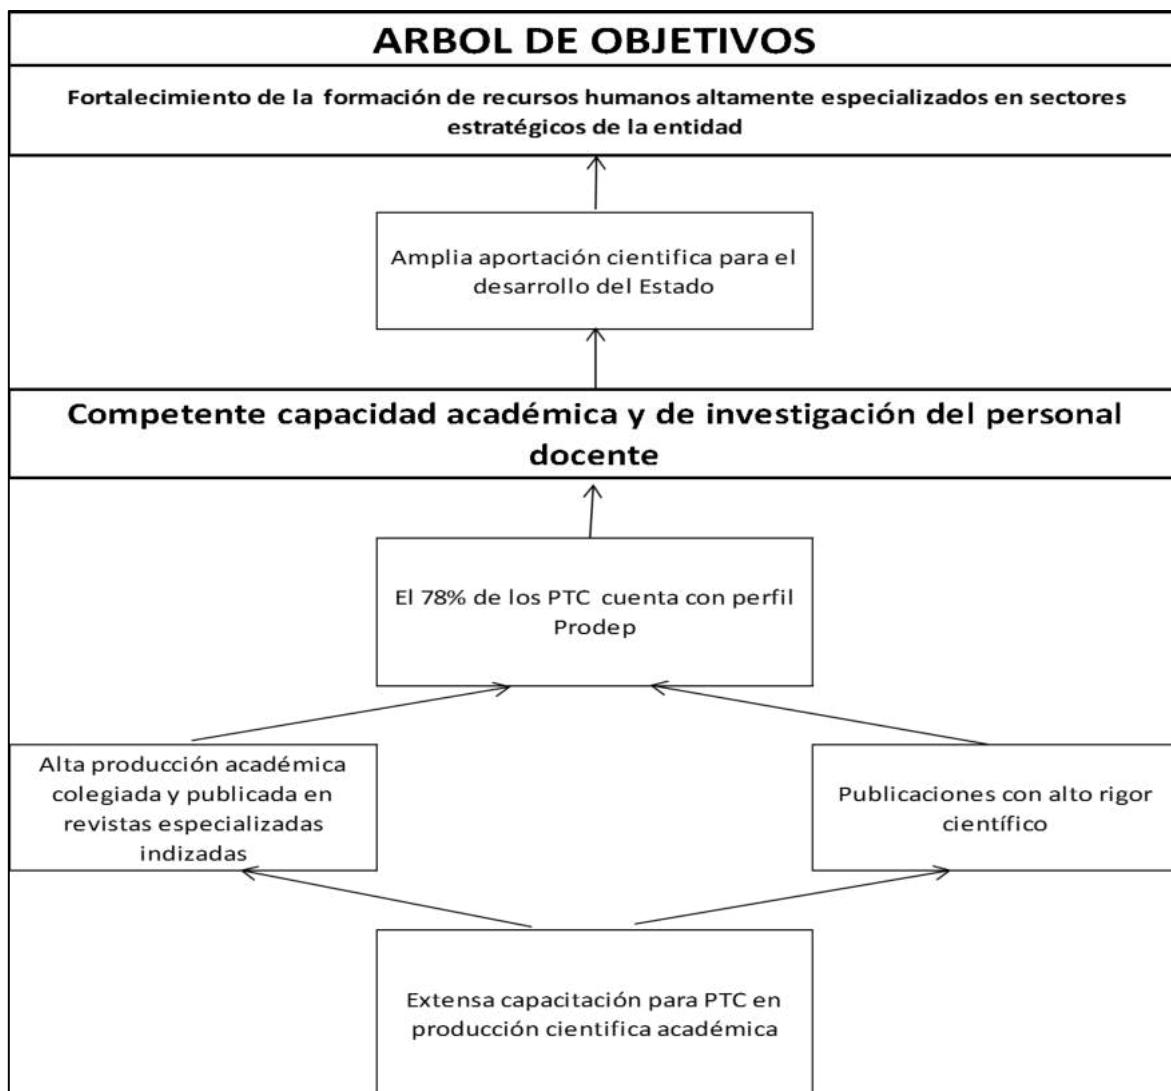 ARBOL DE OBJETIVOS
Fortalecimiento de la formación de recursos humanos altamente especializados en sectores
estratégicos de la entidad
Amplia aportación cientifica para el
desarrollo del Estado
Competente capacidad académica y de investigación del personal
docente
El 78% de los PTC cuenta con perfil
Prodep
Alta producción académica
colegiada y publicada en
revistas especializadas
indizadas
Publicaciones con alto rigor
científico
Extensa capacitación para PTC en
producción cientifica académica